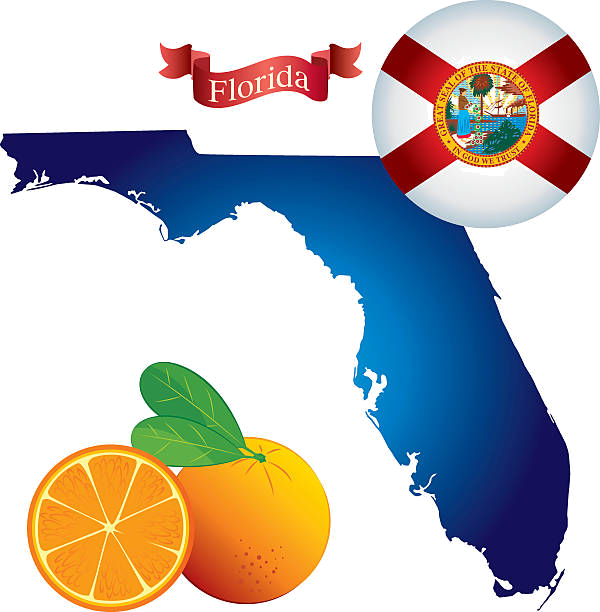 Florida
GREAT SEAL OF THE STATE OF FLORIDA
IN GOD WE TRUST